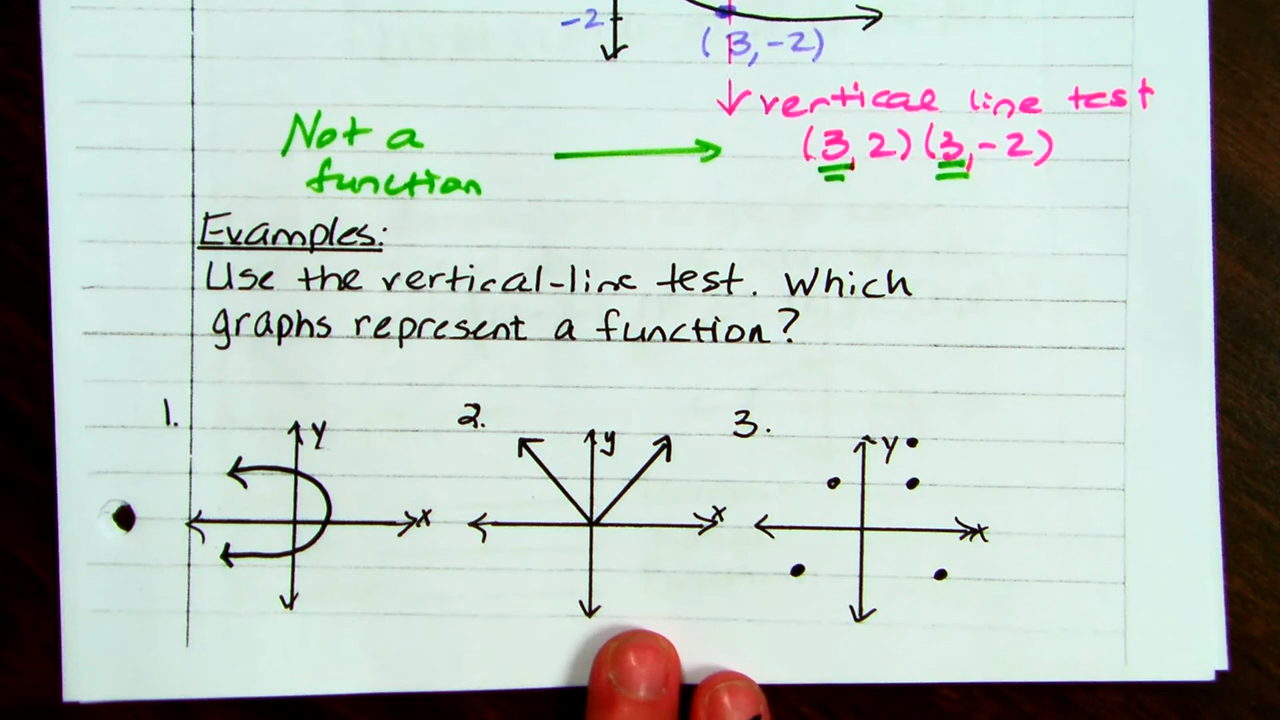 -2
(3,-2)
vertical line test
(3,2)(3,-2)
Not a
function
Examples:
Use the vertical-line test. Which
graphs represent a function?
1. 2. 3.
y y y
x x x